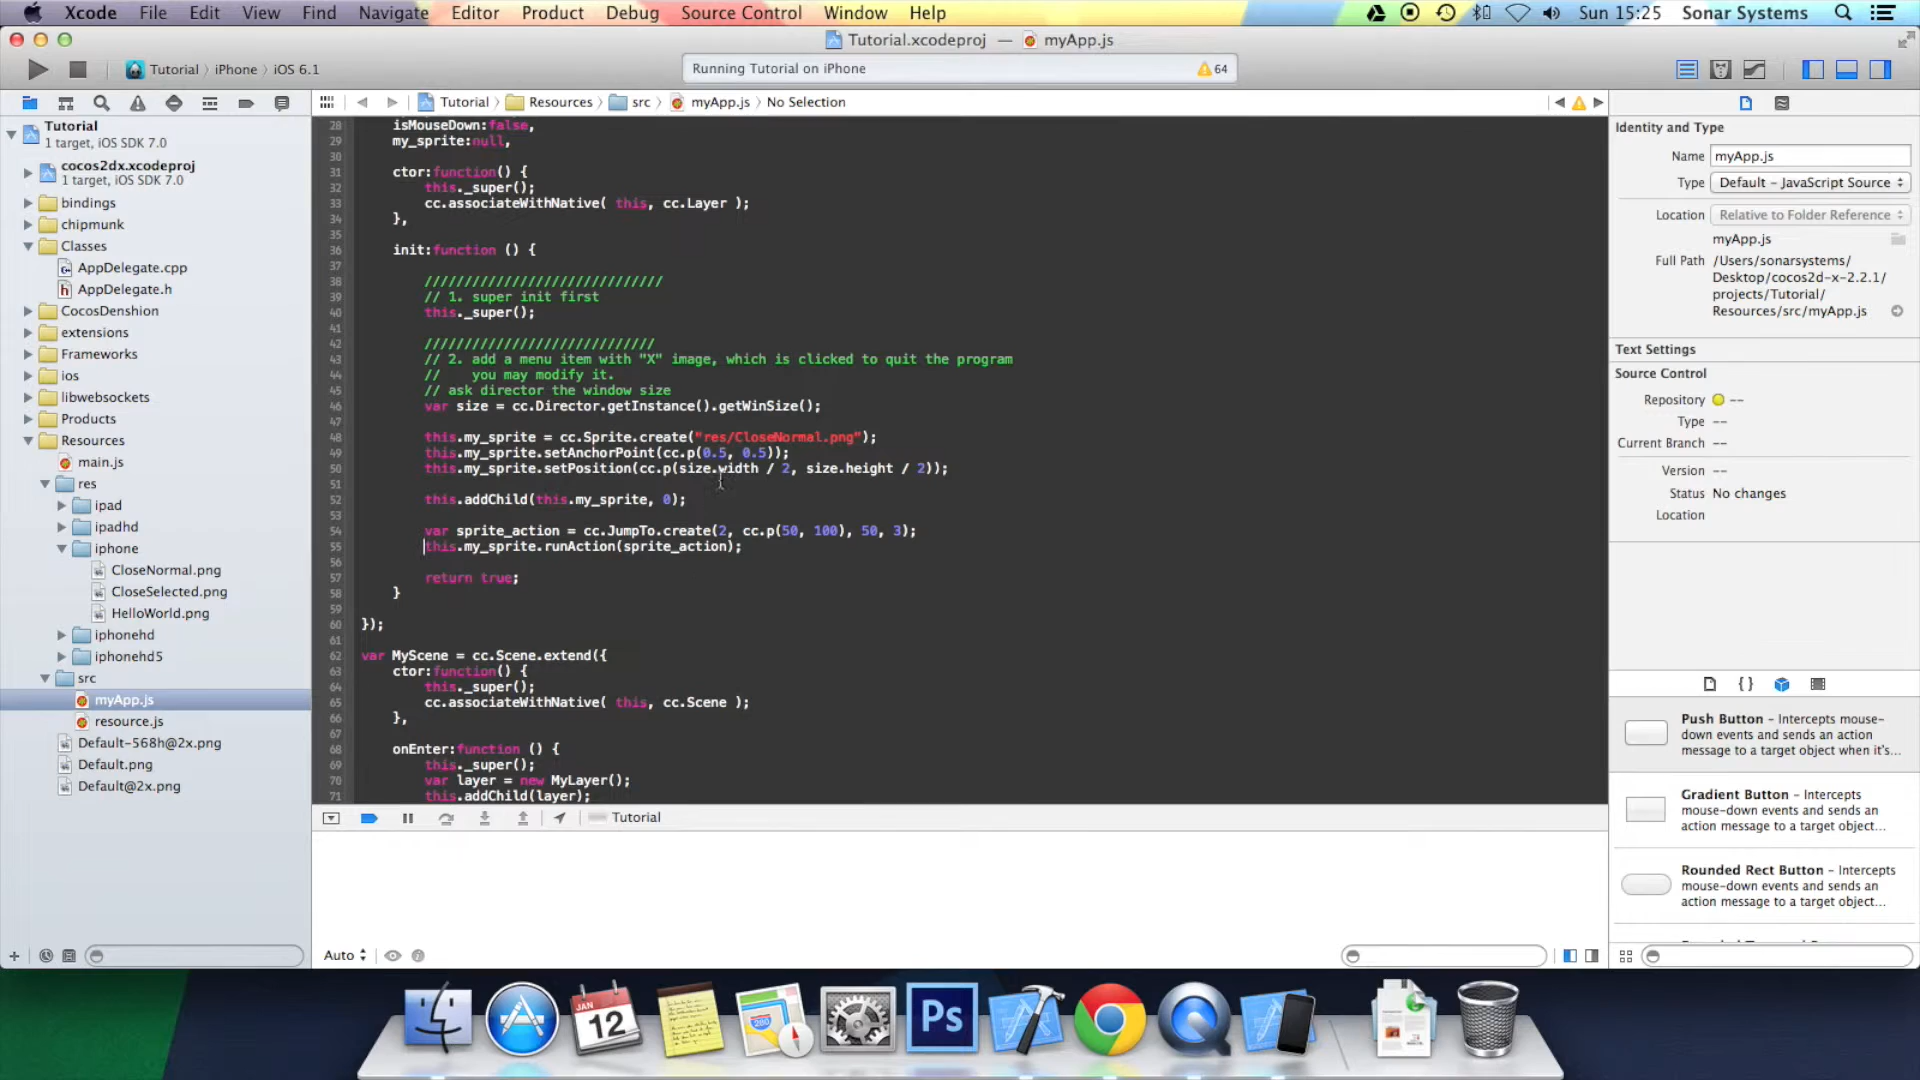 Xcode File Edit View Find Navigate Editor Product Debug Source Control Window Help Sun 15:25 Sonar Systems
Tutorial.xcodeproj — myApp.js
Tutorial iPhone iOS 6.1 Running Tutorial on iPhone 64
Tutorial Resources src myApp.js No Selection
Tutorial
1 target, iOS SDK 7.0
cocos2dx.xcodeproj
1 target, iOS SDK 7.0
bindings
chipmunk
Classes
AppDelegate.cpp
AppDelegate.h
CocosDenshion
extensions
Frameworks
ios
libwebsockets
Products
Resources
main.js
res
ipad
ipadhd
iphone
CloseNormal.png
CloseSelected.png
HelloWorld.png
iphonehd
iphonehd5
src
myApp.js
resource.js
Default-568h@2x.png
Default.png
Default@2x.png
28 isMouseDown:false,
29 my_sprite:null,
30
31 ctor:function() {
32 this._super();
33 cc.associateWithNative( this, cc.Layer );
34 },
35
36 init:function () {
37
38 //////////////////////////////
39 // 1. super init first
40 this._super();
41
42 /////////////////////////////
43 // 2. add a menu item with "X" image, which is clicked to quit the program
44 // you may modify it.
45 // ask director the window size
46 var size = cc.Director.getInstance().getWinSize();
47
48 this.my_sprite = cc.Sprite.create("res/CloseNormal.png");
49 this.my_sprite.setAnchorPoint(cc.p(0.5, 0.5));
50 this.my_sprite.setPosition(cc.p(size.width / 2, size.height / 2));
51
52 this.addChild(this.my_sprite, 0);
53
54 var sprite_action = cc.JumpTo.create(2, cc.p(50, 100), 50, 3);
55 this.my_sprite.runAction(sprite_action);
56
57 return true;
58 }
59
60 });
61
62 var MyScene = cc.Scene.extend({
63 ctor:function() {
64 this._super();
65 cc.associateWithNative( this, cc.Scene );
66 },
67
68 onEnter:function () {
69 this._super();
70 var layer = new MyLayer();
71 this.addChild(layer);
Tutorial
Auto
Identity and Type
Name myApp.js
Type Default - JavaScript Source
Location Relative to Folder Reference
myApp.js
Full Path /Users/sonarsystems/
Desktop/cocos2d-x-2.2.1/
projects/Tutorial/
Resources/src/myApp.js
Text Settings
Source Control
Repository --
Type --
Current Branch --
Version --
Status No changes
Location
Push Button - Intercepts mouse-
down events and sends an action
message to a target object when it's...
Gradient Button - Intercepts
mouse-down events and sends an
action message to a target object...
Rounded Rect Button - Intercepts
mouse-down events and sends an
action message to a target object...
JAN
12
280
Ps